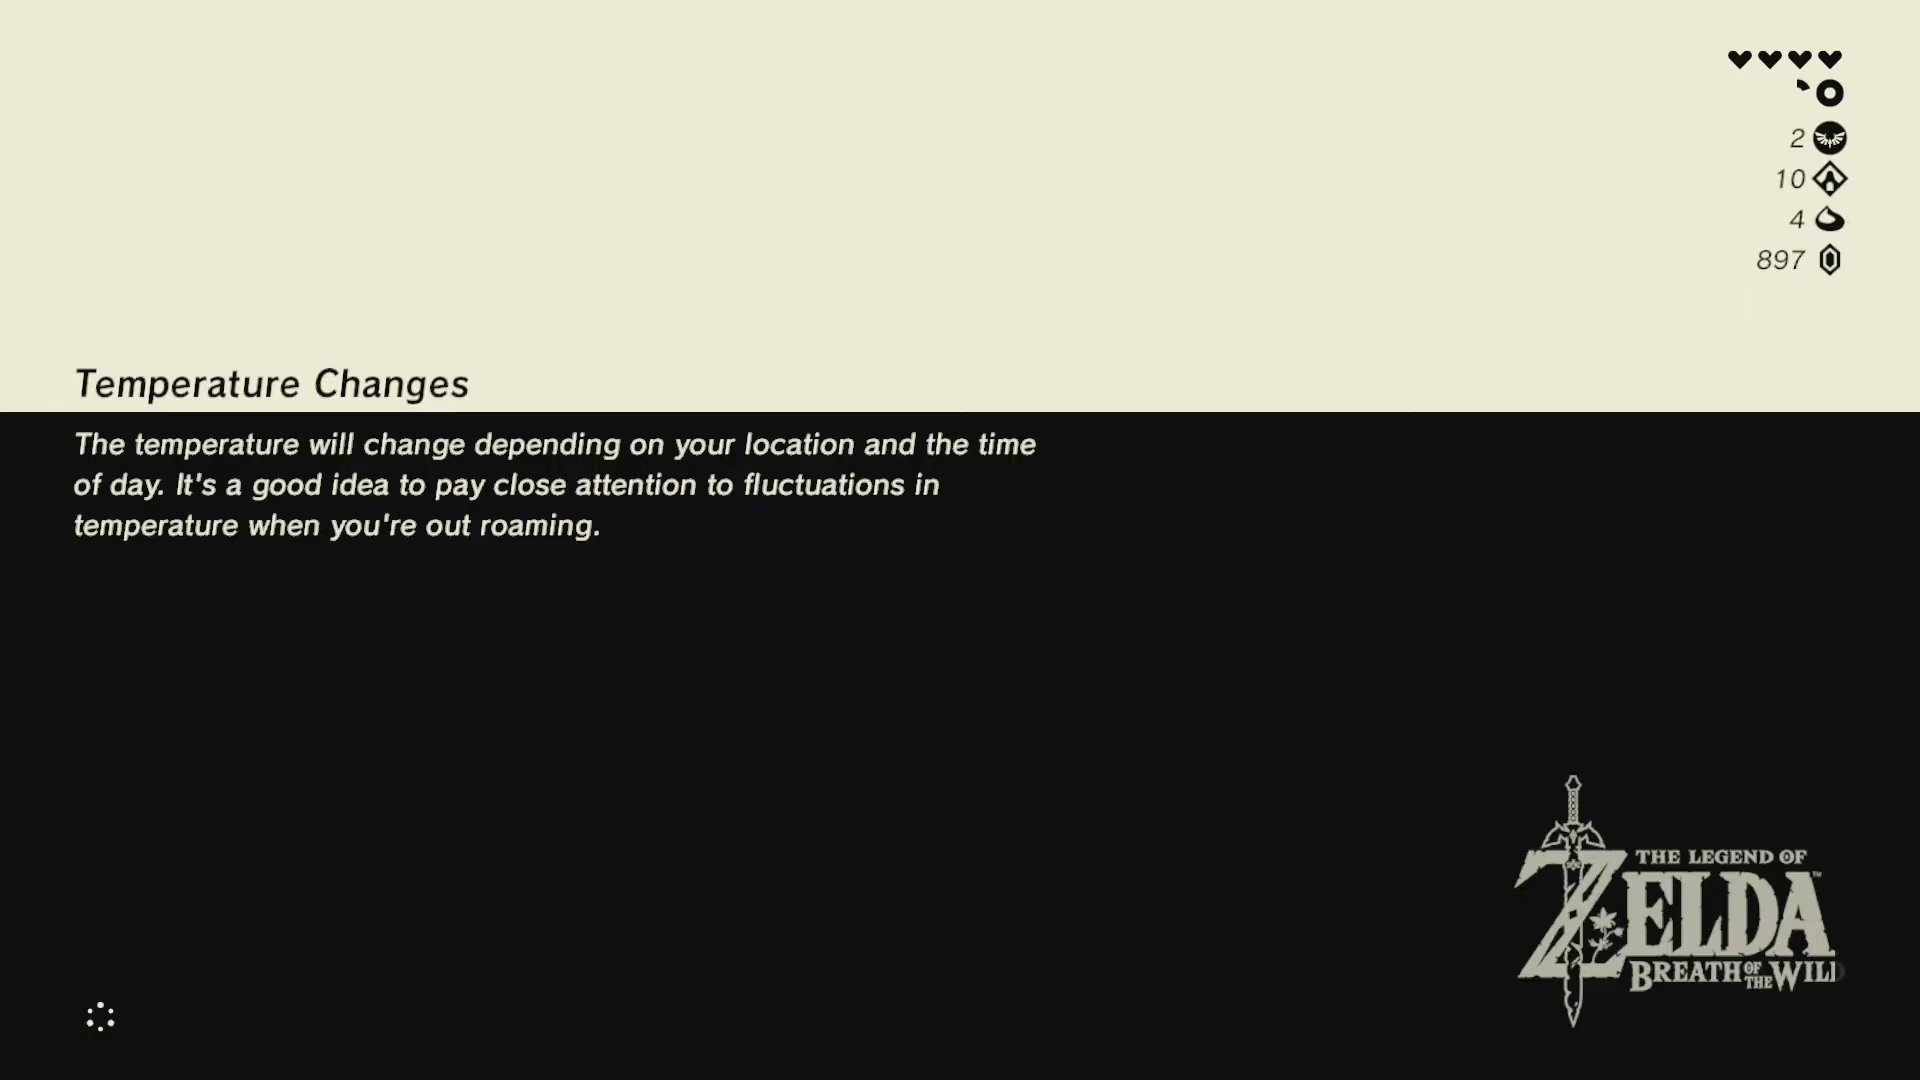 2
10
4
897
Temperature Changes
The temperature will change depending on your location and the time
of day. It's a good idea to pay close attention to fluctuations in
temperature when you're out roaming.
THE LEGEND OF
ZELDA™
BREATH OF THE WILD